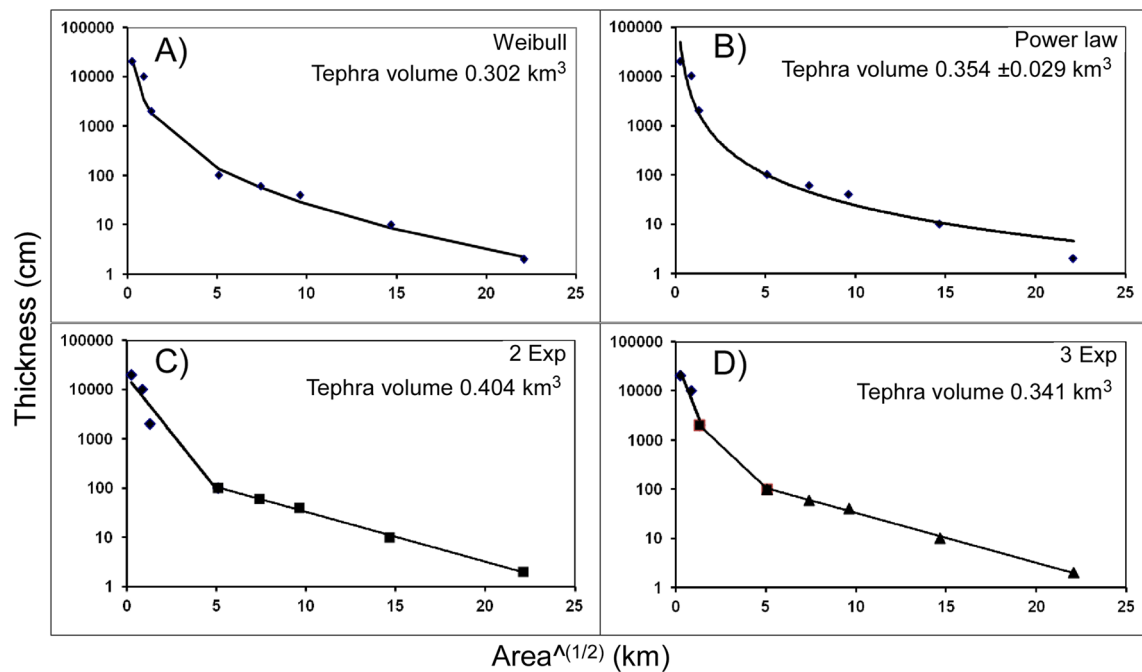 Thickness (cm)
A)
Weibull
Tephra volume 0.302 km³
100000
10000
1000
100
10
1
0 5 10 15 20 25
B)
Power law
Tephra volume 0.354 ±0.029 km³
100000
10000
1000
100
10
1
0 5 10 15 20 25
C)
2 Exp
Tephra volume 0.404 km³
100000
10000
1000
100
10
1
0 5 10 15 20 25
D)
3 Exp
Tephra volume 0.341 km³
100000
10000
1000
100
10
1
0 5 10 15 20 25
Area^(1/2) (km)